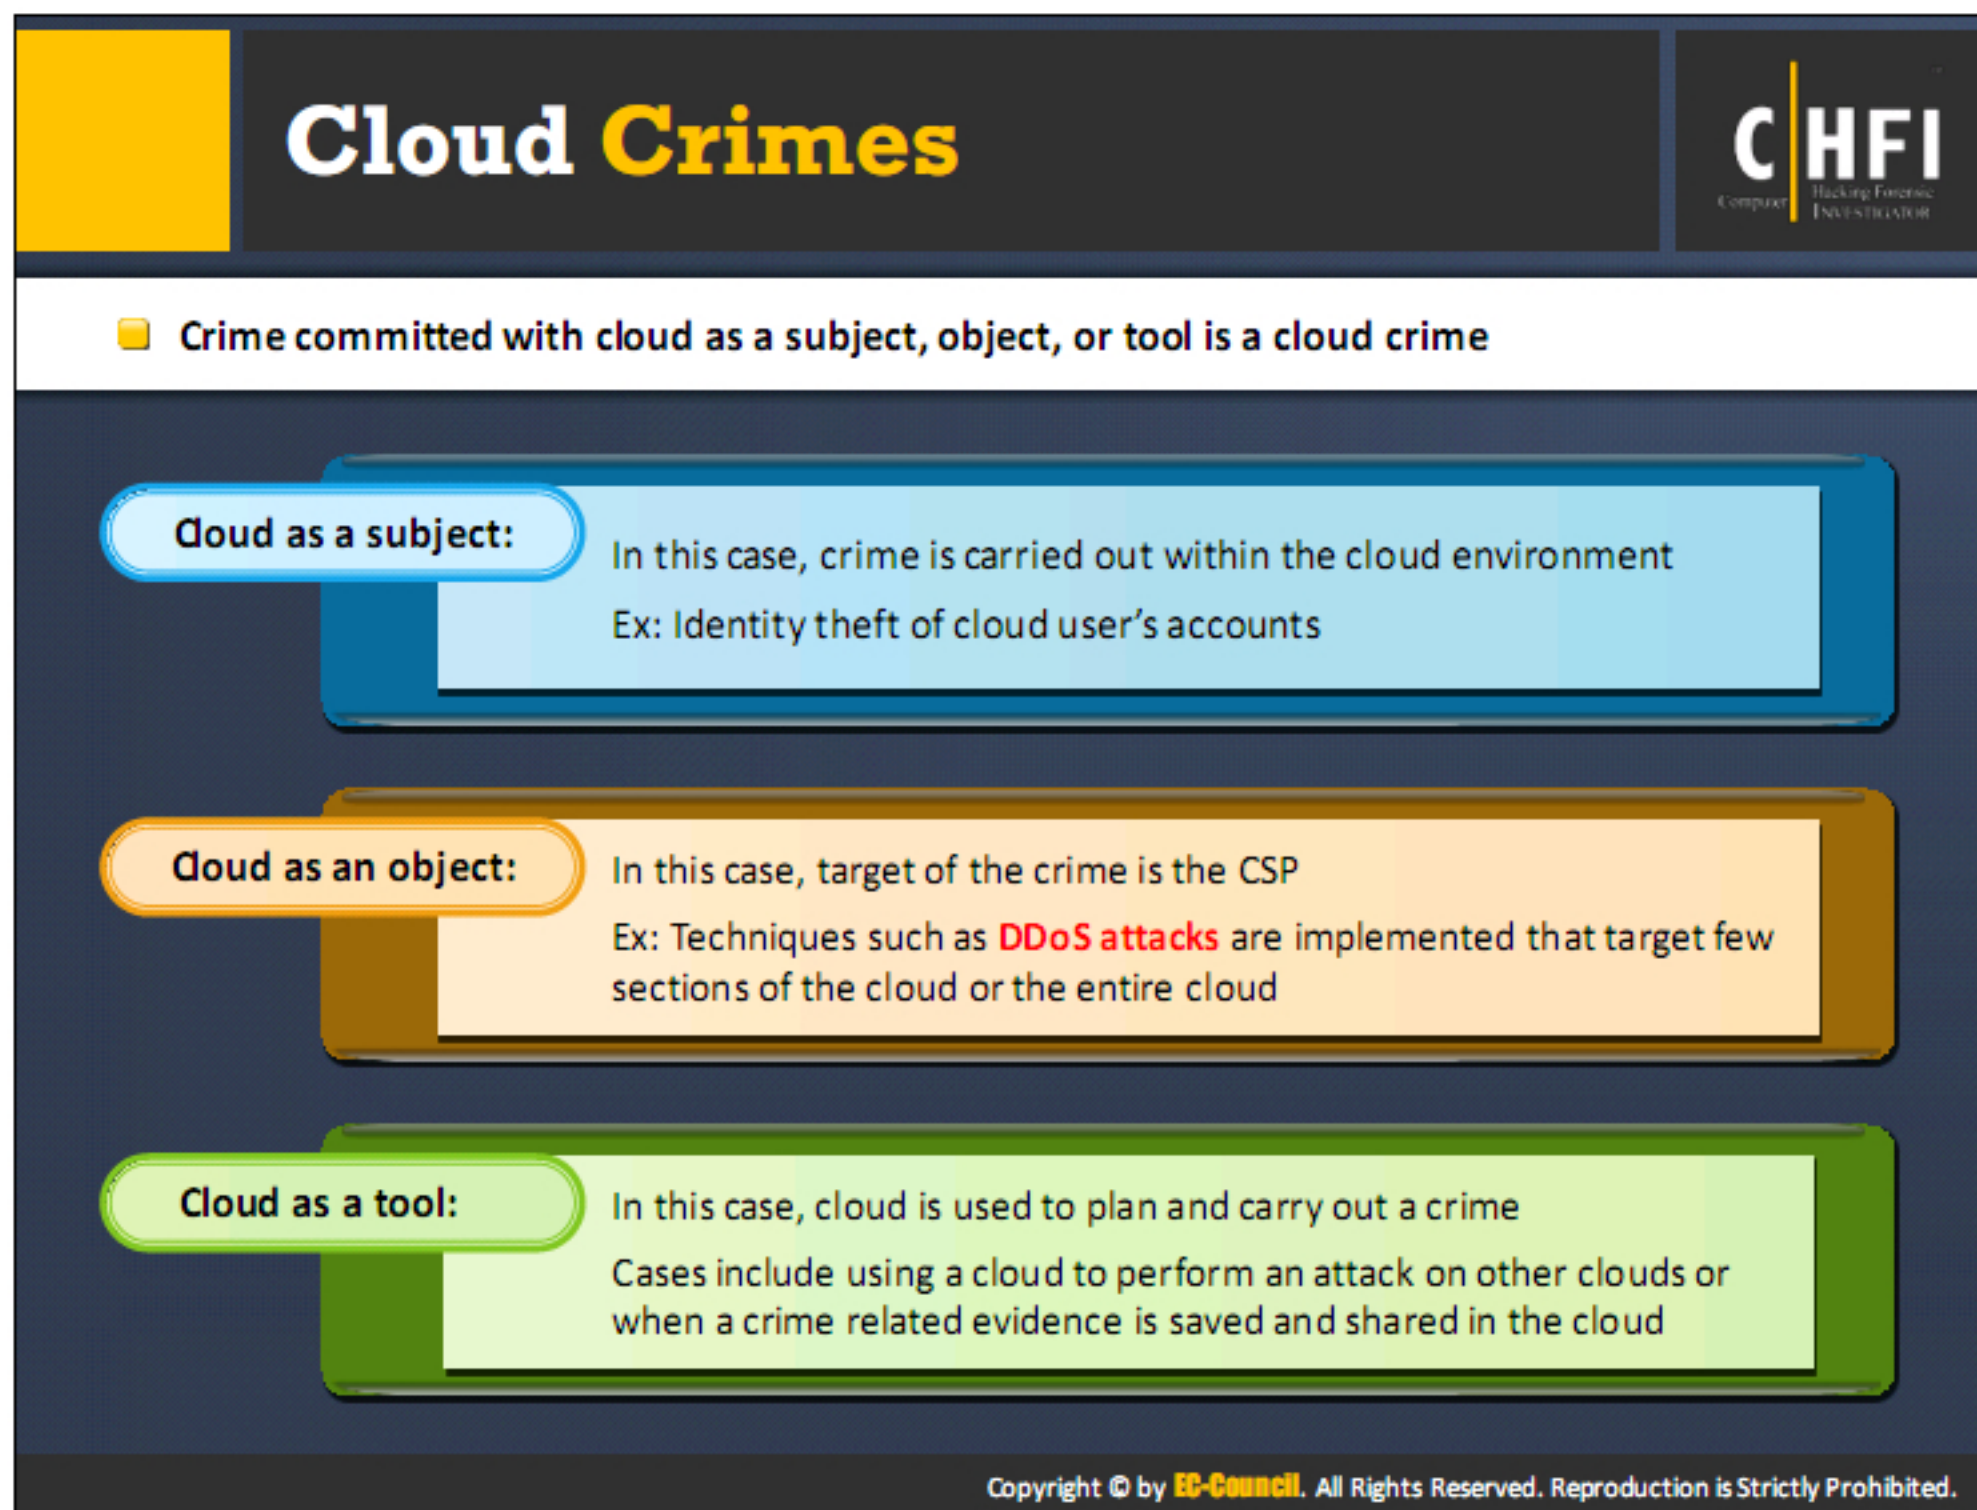 Cloud Crimes
C HFI
Computer
Hacking Forensic
INVESTIGATOR
Crime committed with cloud as a subject, object, or tool is a cloud crime
Cloud as a subject:
In this case, crime is carried out within the cloud environment
Ex: Identity theft of cloud user's accounts
Cloud as an object:
In this case, target of the crime is the CSP
Ex: Techniques such as DDoS attacks are implemented that target few
sections of the cloud or the entire cloud
Cloud as a tool:
In this case, cloud is used to plan and carry out a crime
Cases include using a cloud to perform an attack on other clouds or
when a crime related evidence is saved and shared in the cloud
Copyright © by EC-Council. All Rights Reserved. Reproduction is Strictly Prohibited.